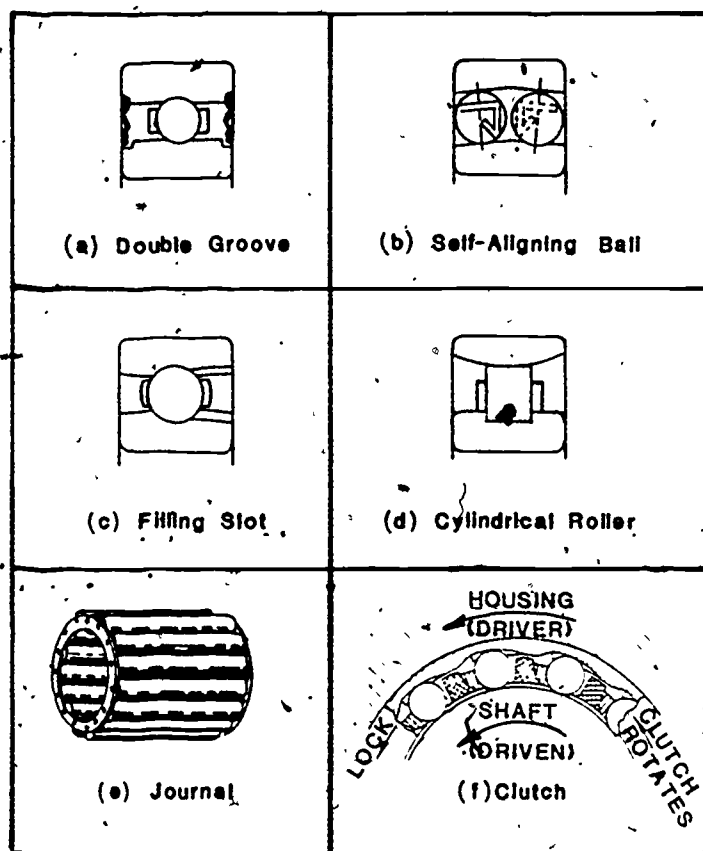 (a) Double Groove
(b) Self-Aligning Ball
(c) Filling Slot
(d) Cylindrical Roller
(e) Journal
HOUSING
(DRIVER)
SHAFT
(DRIVEN)
LOCK
CLUTCH
ROTATES
(f)Clutch